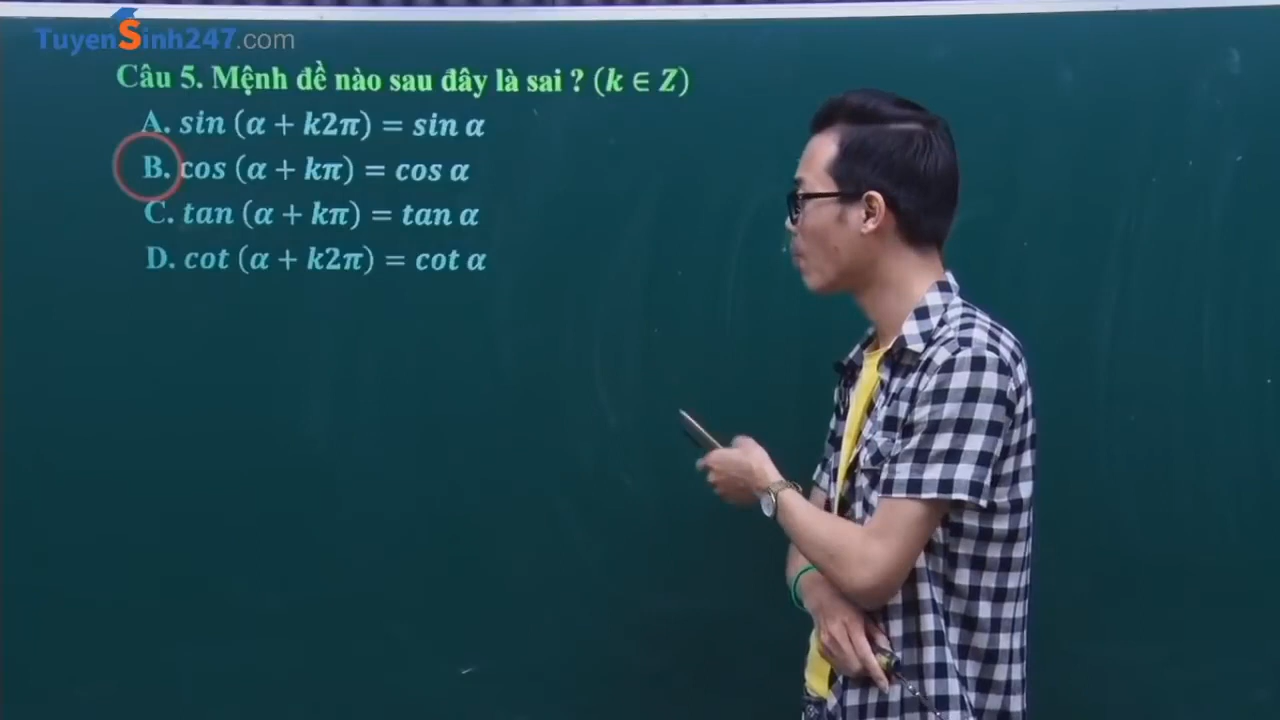 TuyenSinh247.com
Câu 5. Mệnh đề nào sau đây là sai ? (k ∈ Z)
A. sin (α + k2π) = sin α
B. cos (α + kπ) = cos α
C. tan (α + kπ) = tan α
D. cot (α + k2π) = cot α